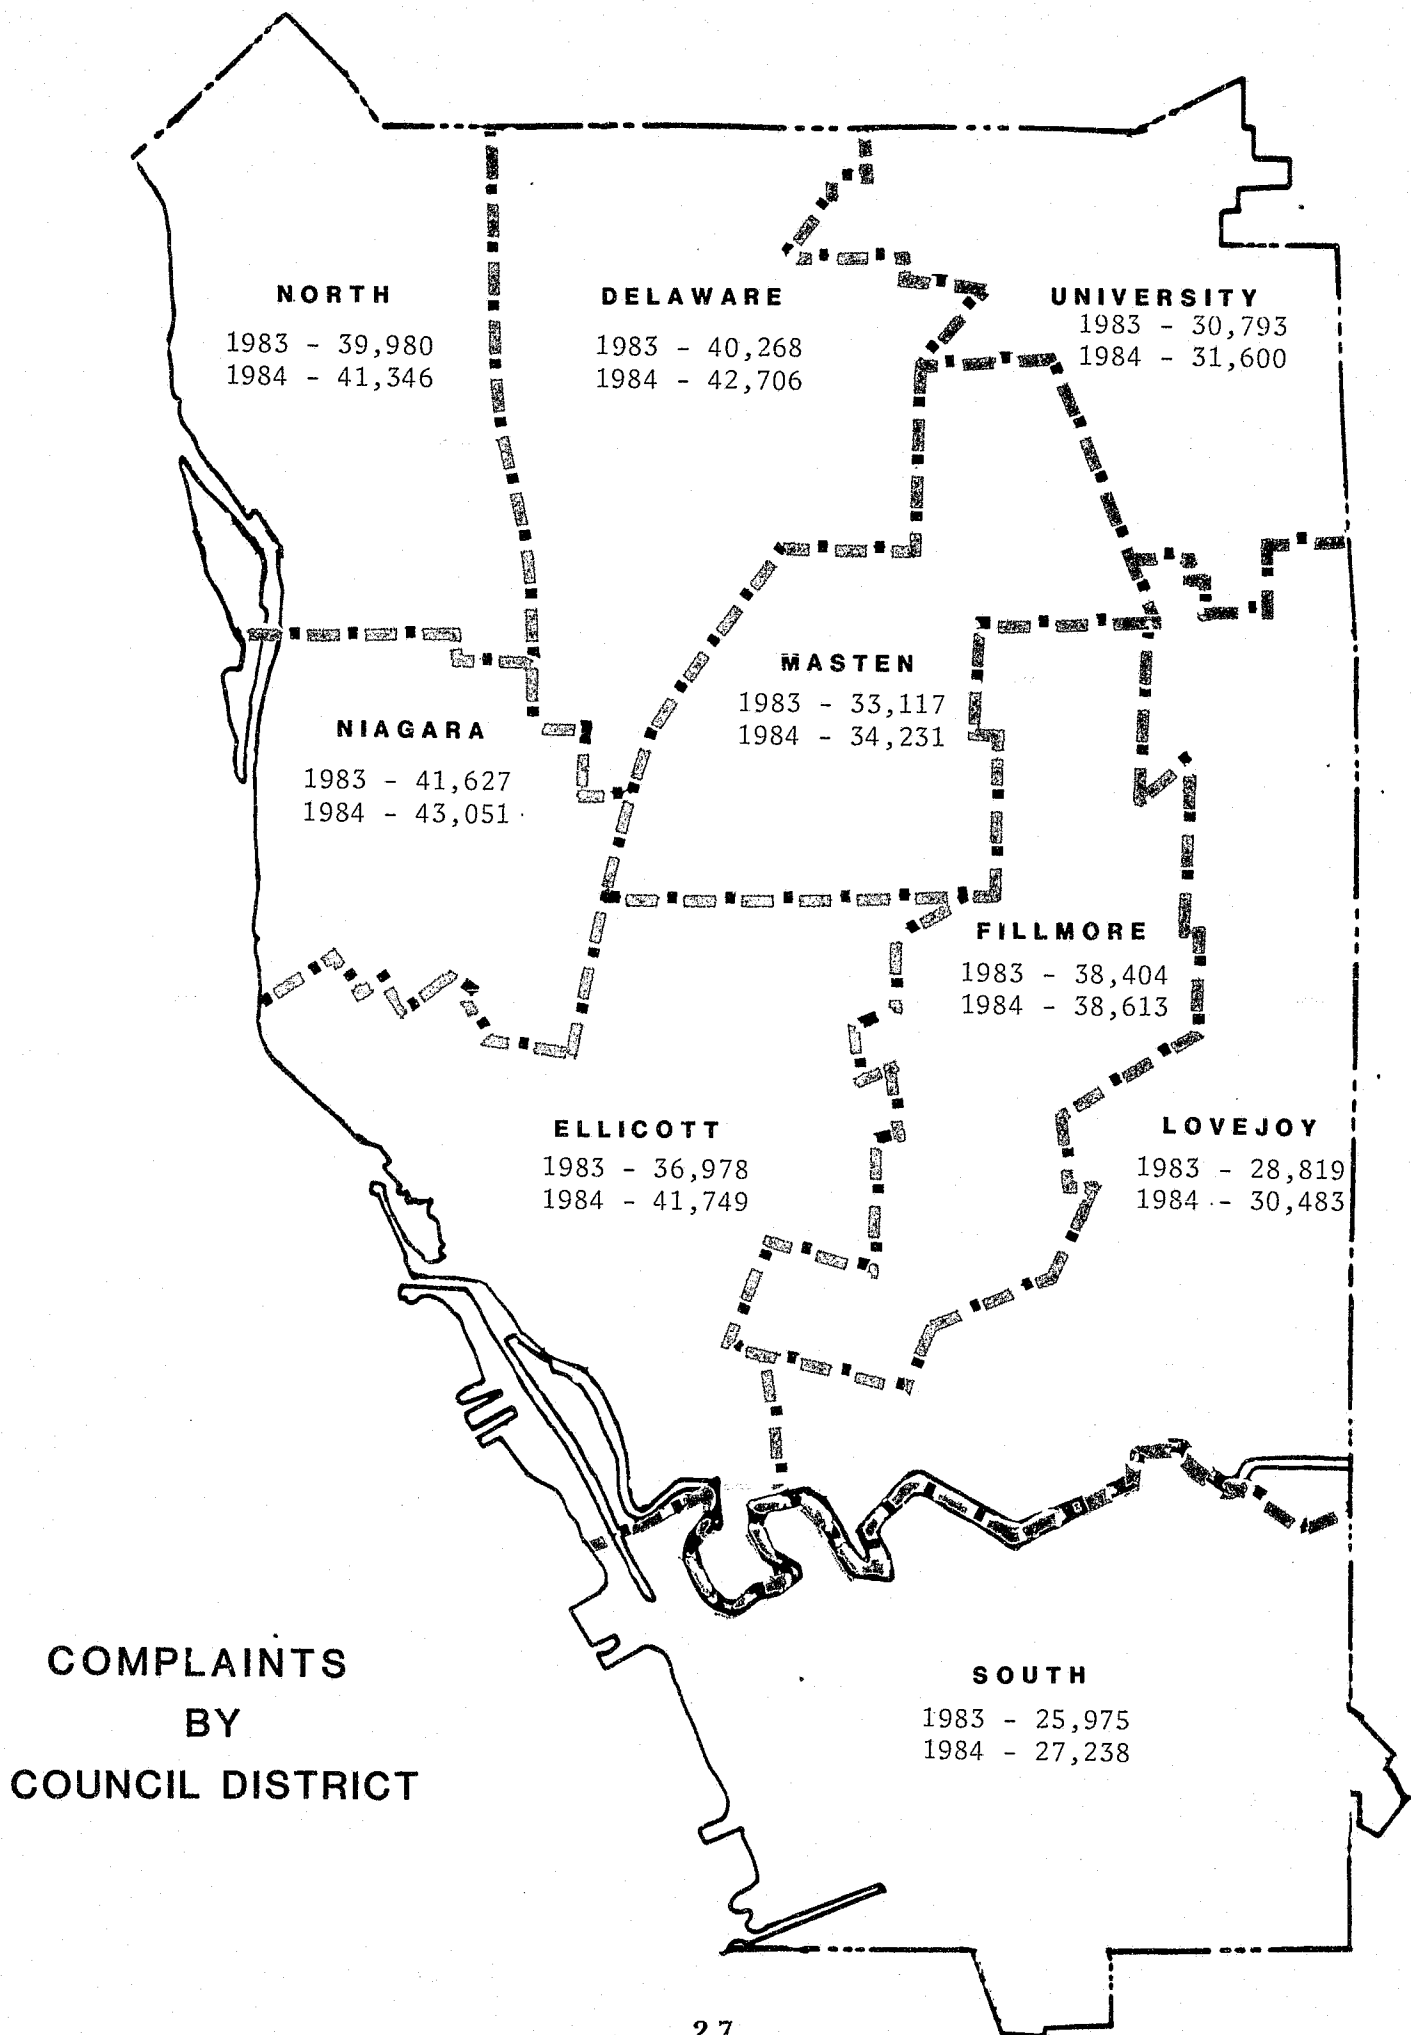 NORTH
1983 - 39,980
1984 - 41,346
DELAWARE
1983 - 40,268
1984 - 42,706
UNIVERSITY
1983 - 30,793
1984 - 31,600
MASTEN
1983 - 33,117
1984 - 34,231
NIAGARA
1983 - 41,627
1984 - 43,051
FILLMORE
1983 - 38,404
1984 - 38,613
ELLICOTT
1983 - 36,978
1984 - 41,749
LOVEJOY
1983 - 28,819
1984 - 30,483
SOUTH
1983 - 25,975
1984 - 27,238
COMPLAINTS
BY
COUNCIL DISTRICT
27